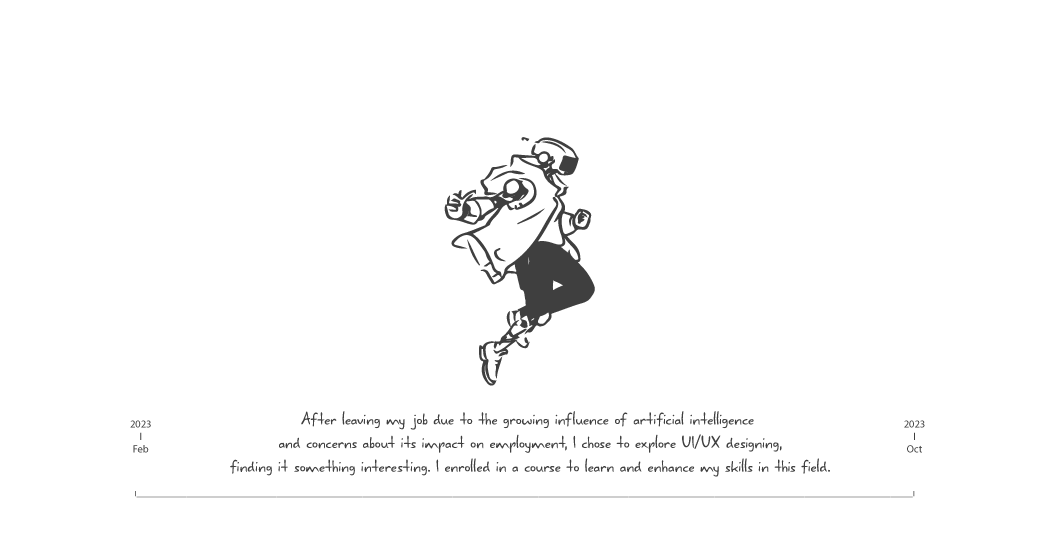 After leaving my job due to the growing influence of artificial intelligence
2023
Feb
and concerns about its impact on employment, I chose to explore UI/UX designing,
finding it something interesting. I enrolled in a course to learn and enhance my skills in this field.
2023
Oct